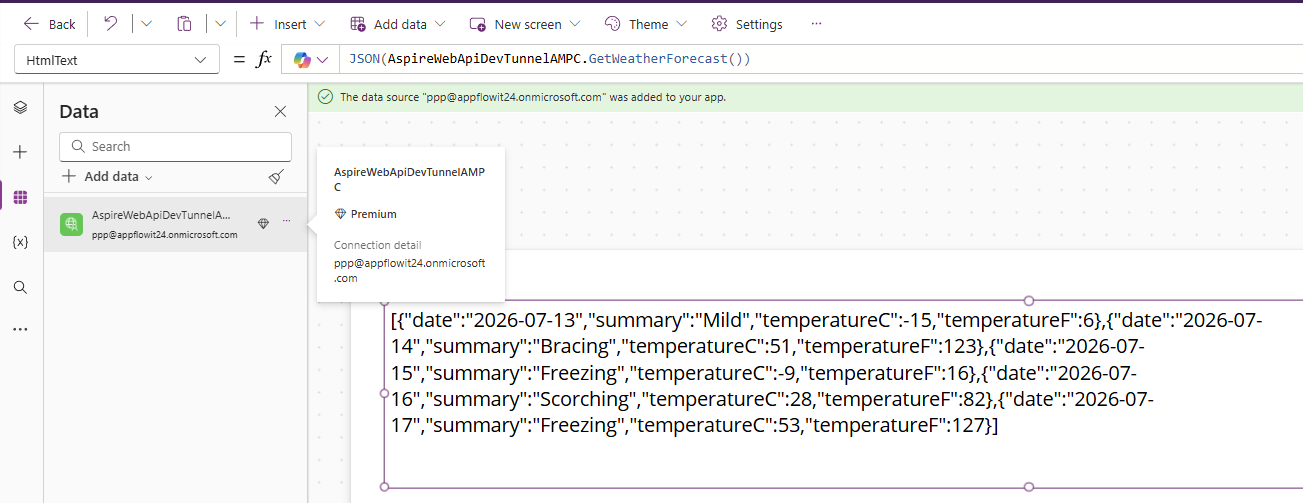 Back Insert Add data New screen Theme Settings ...
HtmlText = fx JSON(AspireWebApiDevTunnelAMPC.GetWeatherForecast())
The data source "ppp@appflowit24.onmicrosoft.com" was added to your app.
Data
Search
Add data
AspireWebApiDevTunnelA...
ppp@appflowit24.onmicrosoft.com
{x}
AspireWebApiDevTunnelAMP
C
Premium
Connection detail
ppp@appflowit24.onmicrosoft
.com
[{"date":"2026-07-13","summary":"Mild","temperatureC":-15,"temperatureF":6},{"date":"2026-07-
14","summary":"Bracing","temperatureC":51,"temperatureF":123},{"date":"2026-07-
15","summary":"Freezing","temperatureC":-9,"temperatureF":16},{"date":"2026-07-
16","summary":"Scorching","temperatureC":28,"temperatureF":82},{"date":"2026-07-
17","summary":"Freezing","temperatureC":53,"temperatureF":127}]